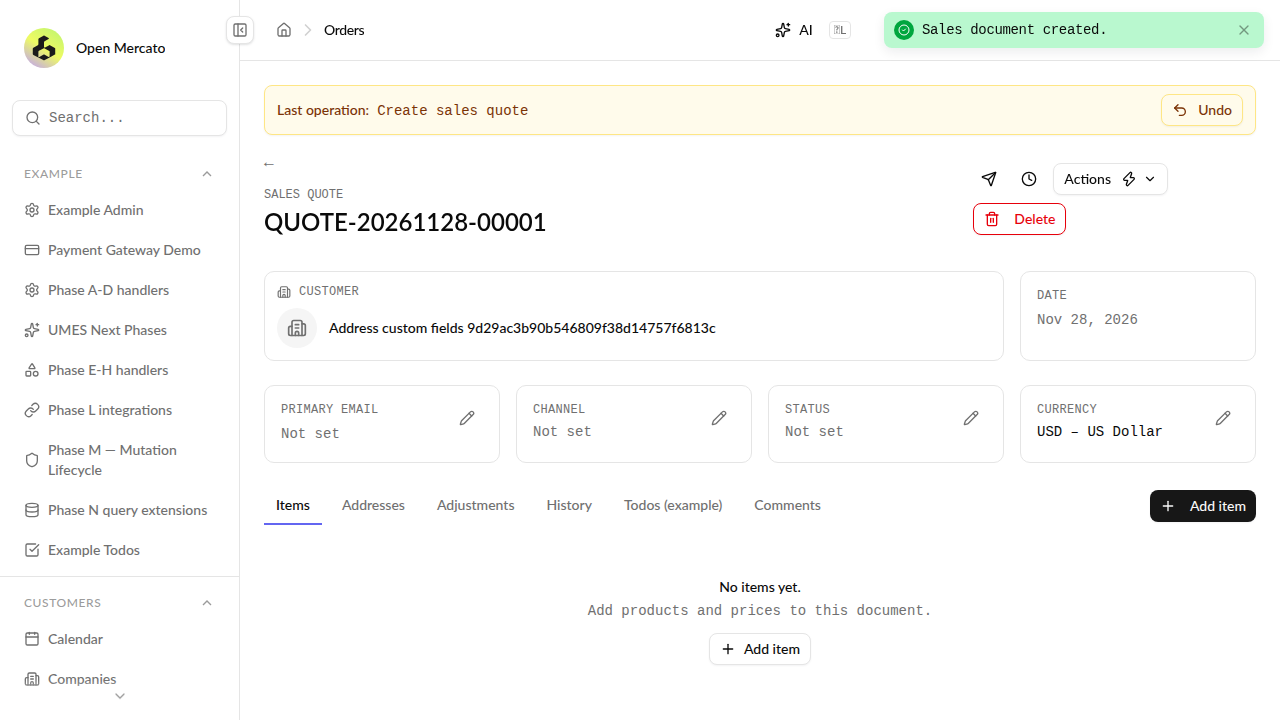 Open Mercato
Search...
EXAMPLE
Example Admin
Payment Gateway Demo
Phase A-D handlers
UMES Next Phases
Phase E-H handlers
Phase L integrations
Phase M — Mutation
Lifecycle
Phase N query extensions
Example Todos
CUSTOMERS
Calendar
Companies
Orders
AI
L
Sales document created.
Last operation: Create sales quote
Undo
←
SALES QUOTE
QUOTE-20261128-00001
Actions
Delete
CUSTOMER
Address custom fields 9d29ac3b90b546809f38d14757f6813c
DATE
Nov 28, 2026
PRIMARY EMAIL
Not set
CHANNEL
Not set
STATUS
Not set
CURRENCY
USD – US Dollar
Items
Addresses
Adjustments
History
Todos (example)
Comments
Add item
No items yet.
Add products and prices to this document.
Add item